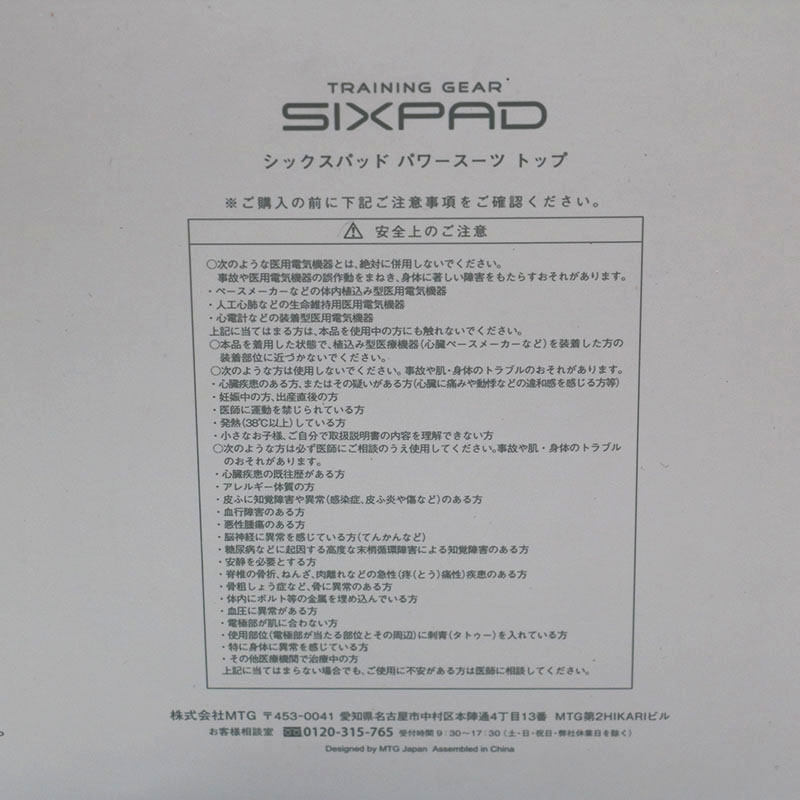 TRAINING GEAR
SIXPAD
シックスパッド パワースーツ トップ
※ご購入の前に下記ご注意事項をご確認ください。
⚠ 安全上のご注意
○次のような医用電気機器とは、絶対に併用しないでください。
事故や医用電気機器の誤作動をまねき、身体に著しい障害をもたらすおそれがあります。
・ペースメーカーなどの体内植込み型医用電気機器
・人工心肺などの生命維持用医用電気機器
・心電計などの装着型医用電気機器
上記に当てはまる方は、本品を使用中の方にも触れないでください。
○本品を着用した状態で、植込み型医療機器(心臓ペースメーカーなど)を装着した方の
装着部位に近づかないでください。
○次のような方は使用しないでください。事故や肌・身体のトラブルのおそれがあります。
・心臓疾患のある方、またはその疑いがある方(心臓に痛みや動悸などの違和感を感じる方等)
・妊娠中の方、出産直後の方
・医師に運動を禁じられている方
・発熱(38℃以上)している方
・小さなお子様、ご自分で取扱説明書の内容を理解できない方
○次のような方は必ず医師にご相談のうえ使用してください。事故や肌・身体のトラブル
のおそれがあります。
・心臓疾患の既往歴がある方
・アレルギー体質の方
・皮ふに知覚障害や異常(感染症、皮ふ炎や傷など)のある方
・血行障害のある方
・悪性腫瘍のある方
・脳神経に異常を感じている方(てんかんなど)
・糖尿病などに起因する高度な末梢循環障害による知覚障害のある方
・安静を必要とする方
・脊椎の骨折、ねんざ、肉離れなどの急性(疼(とう)痛性)疾患のある方
・骨粗しょう症など、骨に異常のある方
・体内にボルト等の金属を埋め込んでいる方
・血圧に異常がある方
・電極部が肌に合わない方
・使用部位(電極部が当たる部位とその周辺)に刺青(タトゥー)を入れている方
・特に身体に異常を感じている方
・その他医療機関で治療中の方
上記に当てはまらない場合でも、ご使用に不安がある方は医師に相談してください。
株式会社MTG 〒453-0041 愛知県名古屋市中村区本陣通4丁目13番 MTG第2HIKARIビル
お客様相談室 0120-315-765 受付時間 9:30〜17:30 (土・日・祝日・弊社休業日を除く)
Designed by MTG Japan Assembled in China